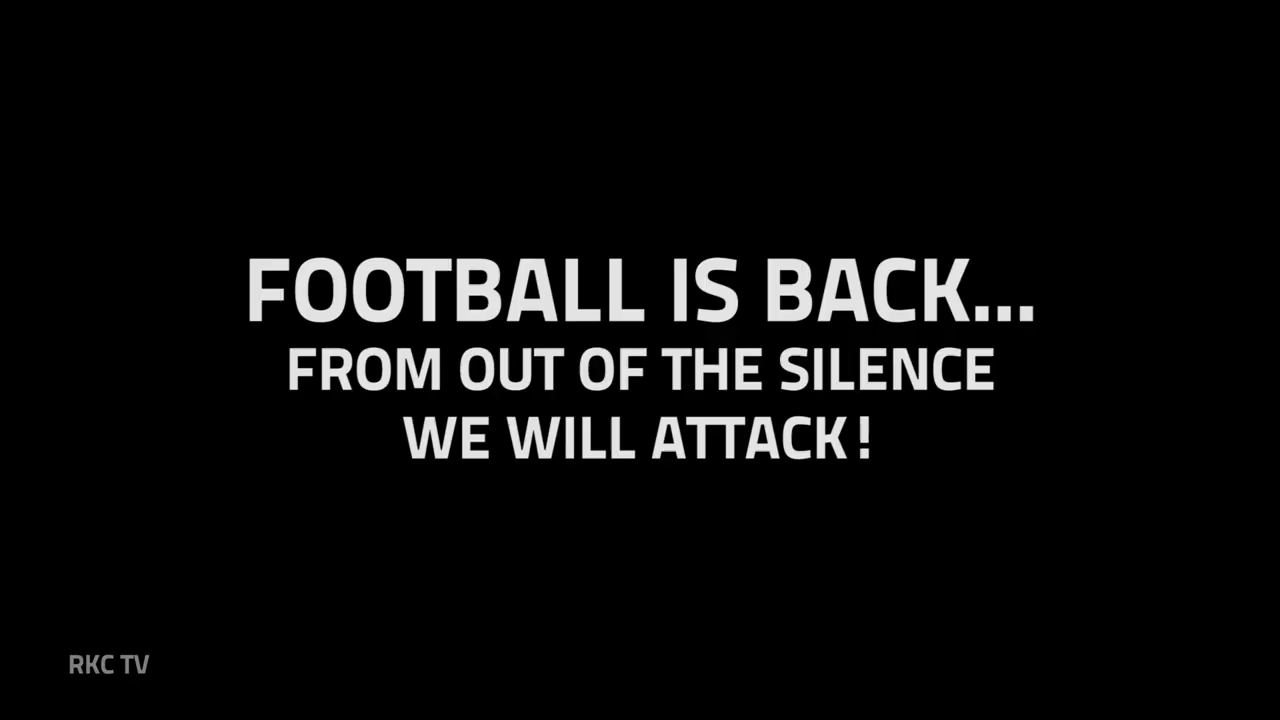 FOOTBALL IS BACK...
FROM OUT OF THE SILENCE
WE WILL ATTACK!
RKC TV